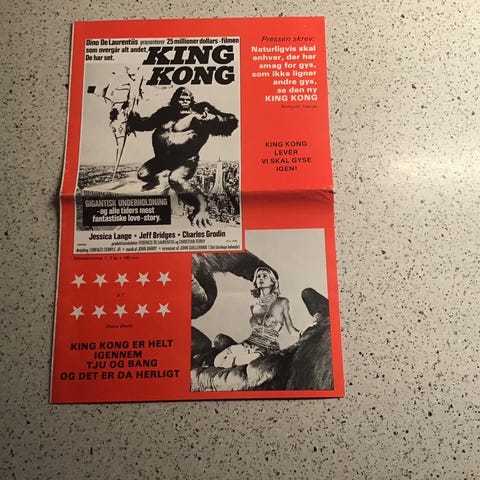 Dino De Laurentiis præsenterer 25 millioner dollars-filmen
som overgår alt andet,
De har set.
KING
KONG
GIGANTISK UNDERHOLDNING
-og alle tiders mest
fantastiske love-story.
Jessica Lange • Jeff Bridges • Charles Grodin
Pressen skrev:
Naturligvis skal
enhver, der har
smag for gys,
som ikke ligner
andre gys,
se den ny
KING KONG
KING KONG
LEVER
VI SKAL GYSE
IGEN!
B.T.
Ekstra Bladet
KING KONG ER HELT
IGENNEM
TJU OG BANG
OG DET ER DA HERLIGT